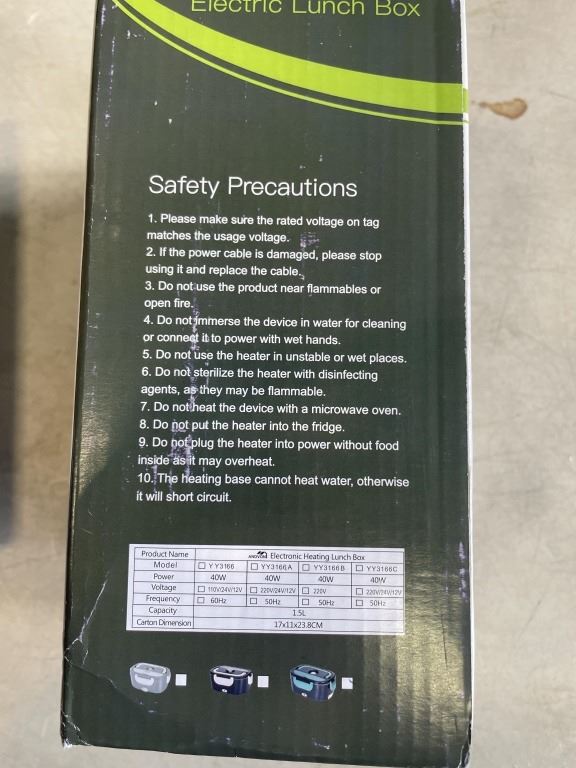 Electric Lunch Box
Safety Precautions
1. Please make sure the rated voltage on tag
matches the usage voltage.
2. If the power cable is damaged, please stop
using it and replace the cable.
3. Do not use the product near flammables or
open fire.
4. Do not immerse the device in water for cleaning
or connect it to power with wet hands.
5. Do not use the heater in unstable or wet places.
6. Do not sterilize the heater with disinfecting
agents, as they may be flammable.
7. Do not heat the device with a microwave oven.
8. Do not put the heater into the fridge.
9. Do not plug the heater into power without food
inside as it may overheat.
10. The heating base cannot heat water, otherwise
it will short circuit.
Product Name Electronic Heating Lunch Box
Model YY3166 YY3166A YY3166B YY3166C
Power 40W 40W 40W 40W
Voltage 110V/24V/12V 220V/24V/12V 220V 220V/24V/12V
Frequency 60Hz 50Hz 50Hz 50Hz
Capacity 1.5L
Carton Dimension 17x11x23.8CM